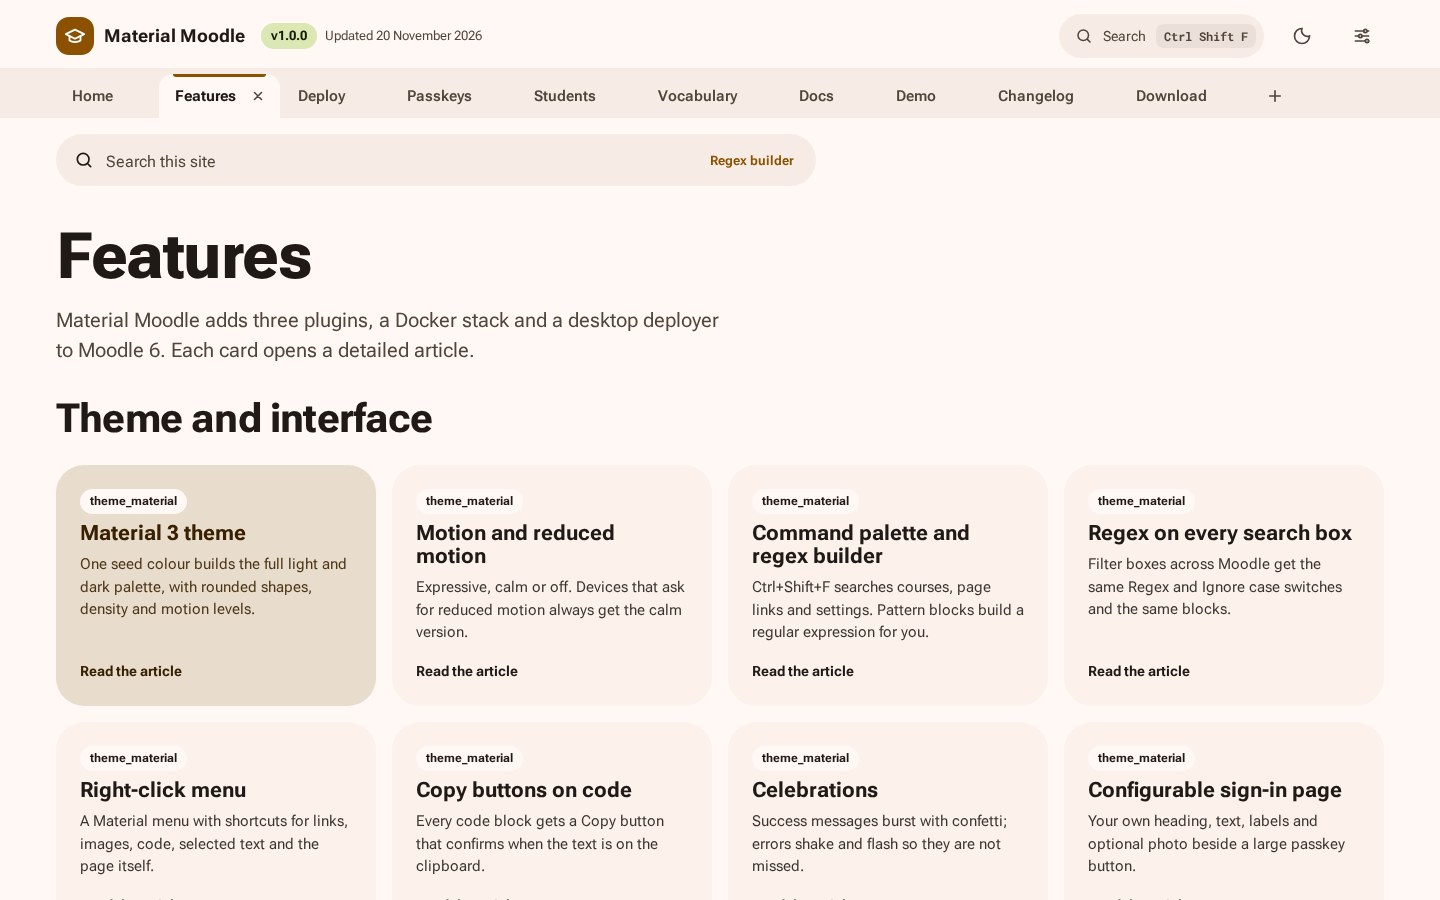 Material Moodle
v1.0.0
Updated 20 November 2026
Search
Ctrl Shift F
Home
Features
Deploy
Passkeys
Students
Vocabulary
Docs
Demo
Changelog
Download
Search this site
Regex builder
Features
Material Moodle adds three plugins, a Docker stack and a desktop deployer
to Moodle 6. Each card opens a detailed article.
Theme and interface
theme_material
Material 3 theme
One seed colour builds the full light and
dark palette, with rounded shapes,
density and motion levels.
Read the article
theme_material
Motion and reduced
motion
Expressive, calm or off. Devices that ask
for reduced motion always get the calm
version.
Read the article
theme_material
Command palette and
regex builder
Ctrl+Shift+F searches courses, page
links and settings. Pattern blocks build a
regular expression for you.
Read the article
theme_material
Regex on every search box
Filter boxes across Moodle get the
same Regex and Ignore case switches
and the same blocks.
Read the article
theme_material
Right-click menu
A Material menu with shortcuts for links,
images, code, selected text and the
page itself.
theme_material
Copy buttons on code
Every code block gets a Copy button
that confirms when the text is on the
clipboard.
theme_material
Celebrations
Success messages burst with confetti;
errors shake and flash so they are not
missed.
theme_material
Configurable sign-in page
Your own heading, text, labels and
optional photo beside a large passkey
button.